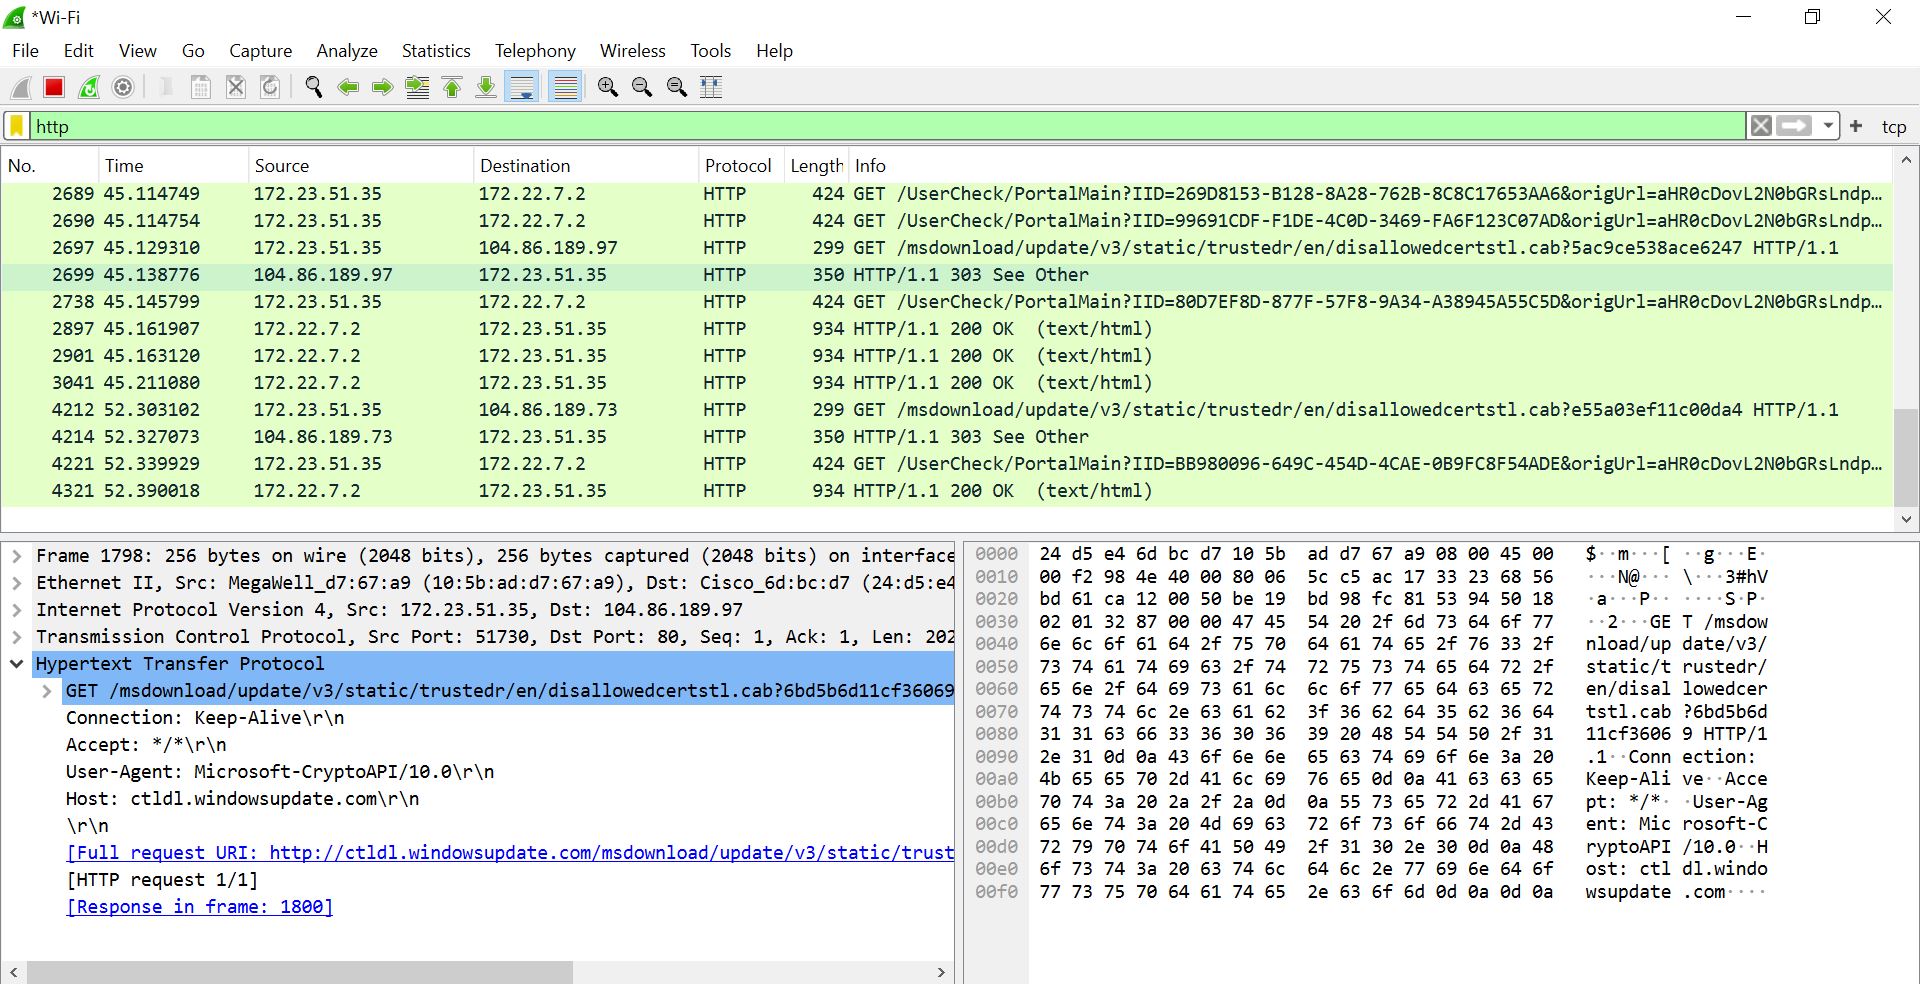 *Wi-Fi
File Edit View Go Capture Analyze Statistics Telephony Wireless Tools Help
http
tcp
No. Time Source Destination Protocol Length Info
2689 45.114749 172.23.51.35 172.22.7.2 HTTP 424 GET /UserCheck/PortalMain?IID=269D8153-B128-8A28-762B-8C8C17653AA6&origUrl=aHR0cDovL2N0bGRsLndp…
2690 45.114754 172.23.51.35 172.22.7.2 HTTP 424 GET /UserCheck/PortalMain?IID=99691CDF-F1DE-4C0D-3469-FA6F123C07AD&origUrl=aHR0cDovL2N0bGRsLndp…
2697 45.129310 172.23.51.35 104.86.189.97 HTTP 299 GET /msdownload/update/v3/static/trustedr/en/disallowedcertstl.cab?5ac9ce538ace6247 HTTP/1.1
2699 45.138776 104.86.189.97 172.23.51.35 HTTP 350 HTTP/1.1 303 See Other
2738 45.145799 172.23.51.35 172.22.7.2 HTTP 424 GET /UserCheck/PortalMain?IID=80D7EF8D-877F-57F8-9A34-A38945A55C5D&origUrl=aHR0cDovL2N0bGRsLndp…
2897 45.161907 172.22.7.2 172.23.51.35 HTTP 934 HTTP/1.1 200 OK (text/html)
2901 45.163120 172.22.7.2 172.23.51.35 HTTP 934 HTTP/1.1 200 OK (text/html)
3041 45.211080 172.22.7.2 172.23.51.35 HTTP 934 HTTP/1.1 200 OK (text/html)
4212 52.303102 172.23.51.35 104.86.189.73 HTTP 299 GET /msdownload/update/v3/static/trustedr/en/disallowedcertstl.cab?e55a03ef11c00da4 HTTP/1.1
4214 52.327073 104.86.189.73 172.23.51.35 HTTP 350 HTTP/1.1 303 See Other
4221 52.339929 172.23.51.35 172.22.7.2 HTTP 424 GET /UserCheck/PortalMain?IID=BB980096-649C-454D-4CAE-0B9FC8F54ADE&origUrl=aHR0cDovL2N0bGRsLndp…
4321 52.390018 172.22.7.2 172.23.51.35 HTTP 934 HTTP/1.1 200 OK (text/html)
Frame 1798: 256 bytes on wire (2048 bits), 256 bytes captured (2048 bits) on interface
Ethernet II, Src: MegaWell_d7:67:a9 (10:5b:ad:d7:67:a9), Dst: Cisco_6d:bc:d7 (24:d5:e4
Internet Protocol Version 4, Src: 172.23.51.35, Dst: 104.86.189.97
Transmission Control Protocol, Src Port: 51730, Dst Port: 80, Seq: 1, Ack: 1, Len: 202
Hypertext Transfer Protocol
GET /msdownload/update/v3/static/trustedr/en/disallowedcertstl.cab?6bd5b6d11cf36069
Connection: Keep-Alive\r\n
Accept: */*\r\n
User-Agent: Microsoft-CryptoAPI/10.0\r\n
Host: ctldl.windowsupdate.com\r\n
\r\n
[Full request URI: http://ctldl.windowsupdate.com/msdownload/update/v3/static/trust
[HTTP request 1/1]
[Response in frame: 1800]
0000 24 d5 e4 6d bc d7 10 5b ad d7 67 a9 08 00 45 00 $··m···[ ··g···E·
0010 00 f2 98 4e 40 00 80 06 5c c5 ac 17 33 23 68 56 ···N@··· \···3#hV
0020 bd 61 ca 12 00 50 be 19 bd 98 fc 81 53 94 50 18 ·a···P·· ····S·P·
0030 02 01 32 87 00 00 47 45 54 20 2f 6d 73 64 6f 77 ··2···GE T /msdow
0040 6e 6c 6f 61 64 2f 75 70 64 61 74 65 2f 76 33 2f nload/up date/v3/
0050 73 74 61 74 69 63 2f 74 72 75 73 74 65 64 72 2f static/t rustedr/
0060 65 6e 2f 64 69 73 61 6c 6c 6f 77 65 64 63 65 72 en/disal lowedcer
0070 74 73 74 6c 2e 63 61 62 3f 36 62 64 35 62 36 64 tstl.cab ?6bd5b6d
0080 31 31 63 66 33 36 30 36 39 20 48 54 54 50 2f 31 11cf3606 9 HTTP/1
0090 2e 31 0d 0a 43 6f 6e 6e 65 63 74 69 6f 6e 3a 20 .1··Conn ection:
00a0 4b 65 65 70 2d 41 6c 69 76 65 0d 0a 41 63 63 65 Keep-Ali ve··Acce
00b0 70 74 3a 20 2a 2f 2a 0d 0a 55 73 65 72 2d 41 67 pt: */*· ·User-Ag
00c0 65 6e 74 3a 20 4d 69 63 72 6f 73 6f 66 74 2d 43 ent: Mic rosoft-C
00d0 72 79 70 74 6f 41 50 49 2f 31 30 2e 30 0d 0a 48 ryptoAPI /10.0··H
00e0 6f 73 74 3a 20 63 74 6c 64 6c 2e 77 69 6e 64 6f ost: ctl dl.windo
00f0 77 73 75 70 64 61 74 65 2e 63 6f 6d 0d 0a 0d 0a wsupdate .com····